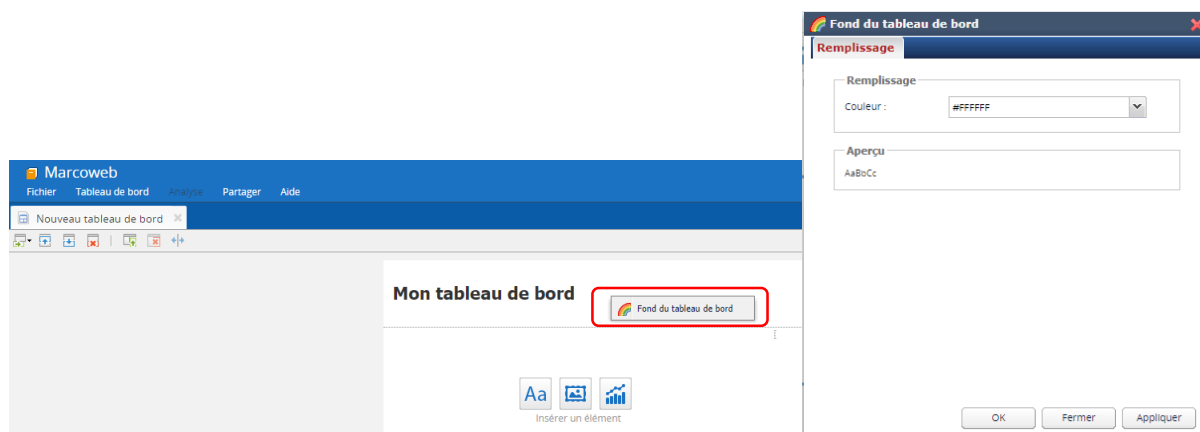 Marcoweb
Fichier Tableau de bord Analyse Partager Aide
Nouveau tableau de bord
Mon tableau de bord
Fond du tableau de bord
Aa
Insérer un élément
Fond du tableau de bord
Remplissage
Remplissage
Couleur :
#FFFFFF
Aperçu
AaBbCc
OK Fermer Appliquer